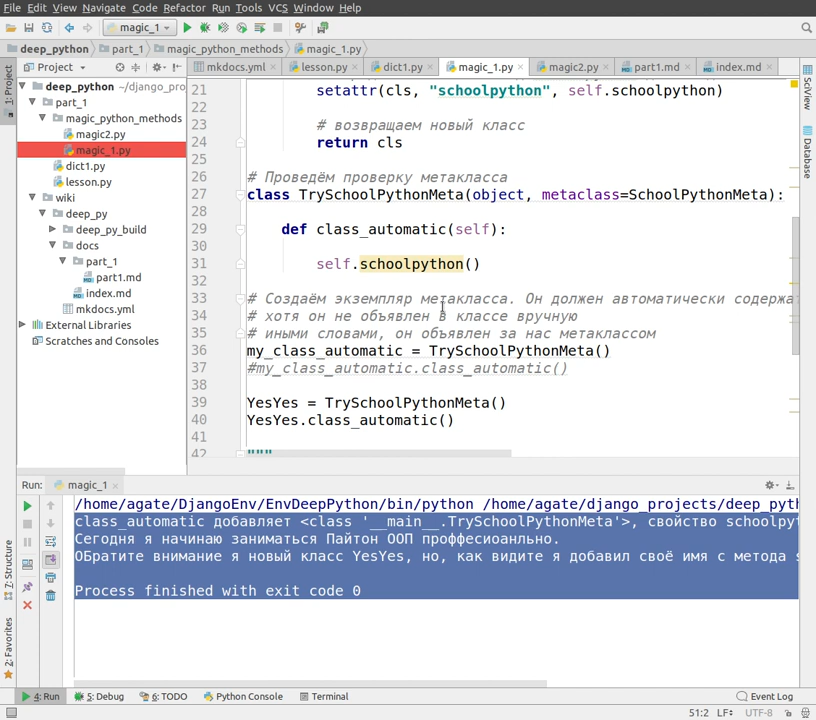 File Edit View Navigate Code Refactor Run Tools VCS Window Help
magic_1
deep_python part_1 magic_python_methods magic_1.py
1: Project
Project
mkdocs.yml lesson.py dict1.py magic_1.py magic2.py part1.md index.md
SciView
Database
deep_python ~/django_pro
part_1
magic_python_methods
magic2.py
magic_1.py
dict1.py
lesson.py
wiki
deep_py
deep_py_build
docs
part_1
part1.md
index.md
mkdocs.yml
External Libraries
Scratches and Consoles
21 setattr(cls, "schoolpython", self.schoolpython)
22
23 # возвращаем новый класс
24 return cls
25
26 # Проведём проверку метакласса
27 class TrySchoolPythonMeta(object, metaclass=SchoolPythonMeta):
28
29 def class_automatic(self):
30
31 self.schoolpython()
32
33 # Создаём экземпляр метакласса. Он должен автоматически содержа
34 # хотя он не объявлен в классе вручную
35 # иными словами, он объявлен за нас метаклассом
36 my_class_automatic = TrySchoolPythonMeta()
37 #my_class_automatic.class_automatic()
38
39 YesYes = TrySchoolPythonMeta()
40 YesYes.class_automatic()
41
42 """
Run: magic_1
/home/agate/DjangoEnv/EnvDeepPython/bin/python /home/agate/django_projects/deep_pyth
class_automatic добавляет <class '__main__.TrySchoolPythonMeta'>, свойство schoolpy
Сегодня я начинаю заниматься Пайтон ООП проффесиоанльно.
ОБратите внимание я новый класс YesYes, но, как видите я добавил своё имя с метода s
Process finished with exit code 0
7: Structure
2: Favorites
4: Run 5: Debug 6: TODO Python Console Terminal Event Log
51:2 LF UTF-8